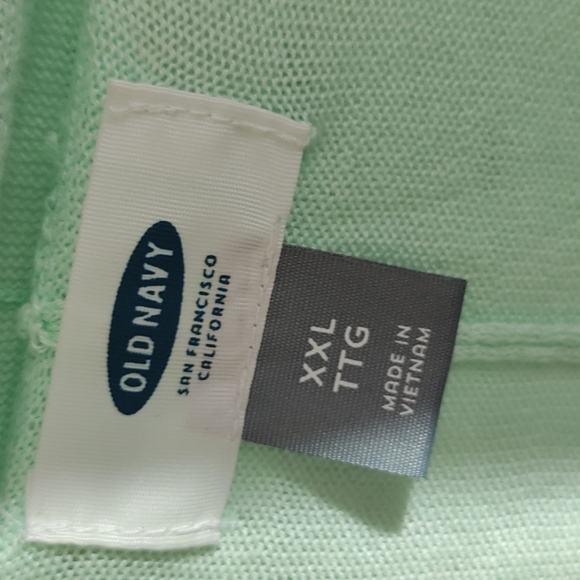 OLD NAVY
SAN FRANCISCO
CALIFORNIA
XXL
TTG
MADE IN
VIETNAM